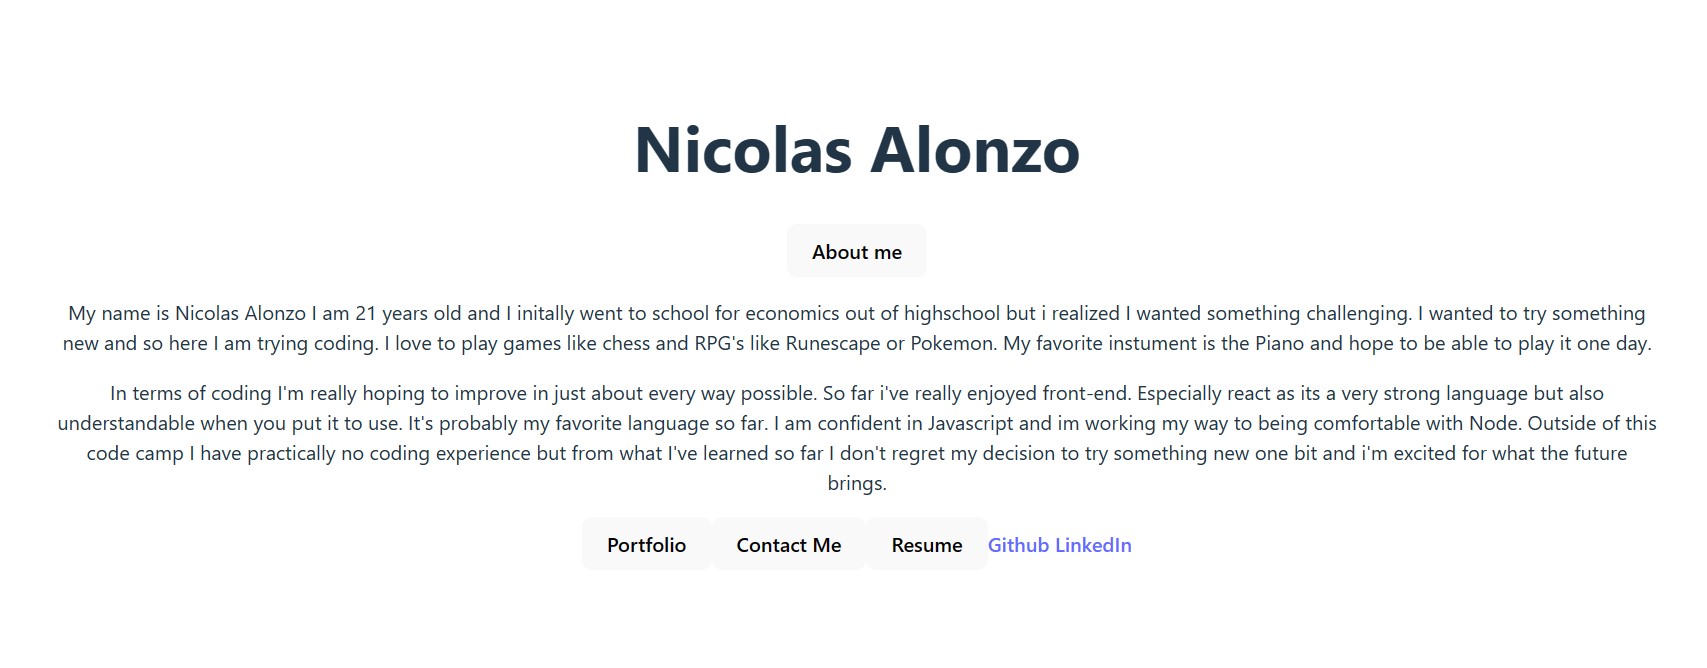 Nicolas Alonzo
About me
My name is Nicolas Alonzo I am 21 years old and I initally went to school for economics out of highschool but i realized I wanted something challenging. I wanted to try something
new and so here I am trying coding. I love to play games like chess and RPG's like Runescape or Pokemon. My favorite instument is the Piano and hope to be able to play it one day.
In terms of coding I'm really hoping to improve in just about every way possible. So far i've really enjoyed front-end. Especially react as its a very strong language but also
understandable when you put it to use. It's probably my favorite language so far. I am confident in Javascript and im working my way to being comfortable with Node. Outside of this
code camp I have practically no coding experience but from what I've learned so far I don't regret my decision to try something new one bit and i'm excited for what the future
brings.
Portfolio Contact Me Resume Github LinkedIn